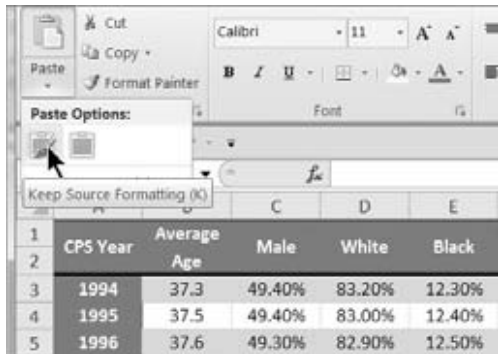 Cut
Copy
Paste
Format Painter
Calibri
11
A A
B I U A
Font
Paste Options:
fx
Keep Source Formatting (K)
C D E
1
2
CPS Year Average Age Male White Black
3 1994 37.3 49.40% 83.20% 12.30%
4 1995 37.5 49.40% 83.00% 12.40%
5 1996 37.6 49.30% 82.90% 12.50%